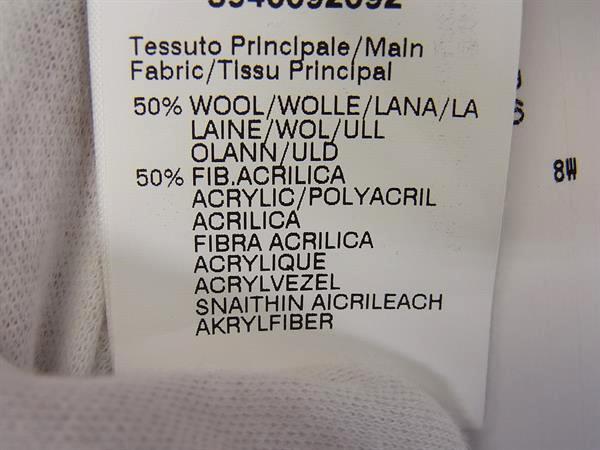 Tessuto Principale/Main
Fabric/Tissu Principal
50% WOOL/WOLLE/LANA/LA
LAINE/WOL/ULL
OLANN/ULD
50% FIB.ACRILICA
ACRYLIC/POLYACRIL
ACRILICA
FIBRA ACRILICA
ACRYLIQUE
ACRYLVEZEL
SNAITHIN AICRILEACH
AKRYLFIBER
8W